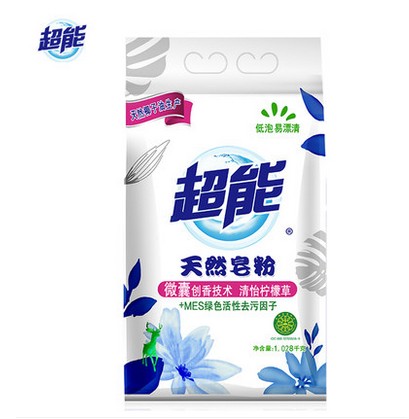 超能
天然椰子油生产
低泡易漂清
超能
®
天然皂粉
微囊创香技术 清怡柠檬草
+MES绿色活性去污因子
净含量:1.028千克